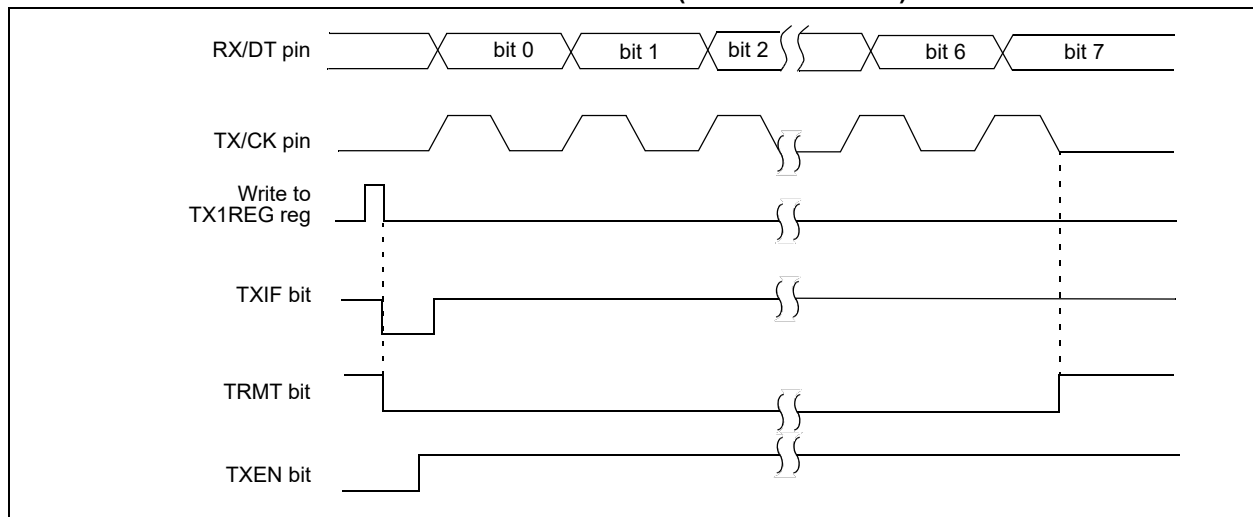 RX/DT pin
bit 0
bit 1
bit 2
bit 6
bit 7
TX/CK pin
Write to
TX1REG reg
TXIF bit
TRMT bit
TXEN bit